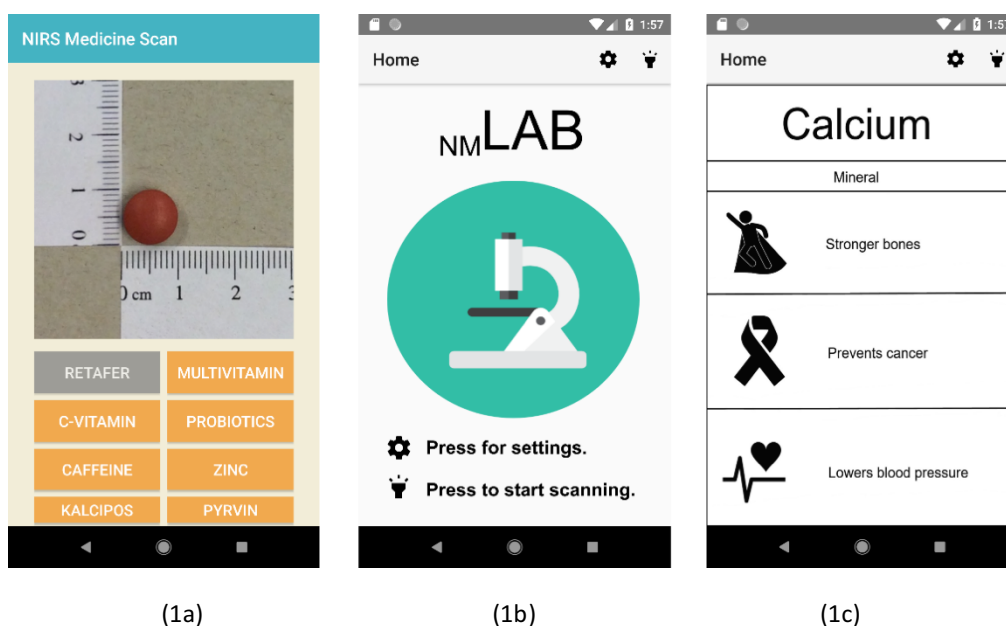 NIRS Medicine Scan
3
2
1
0
0 cm 1 2 3
RETAFER MULTIVITAMIN
C-VITAMIN PROBIOTICS
CAFFEINE ZINC
KALCIPOS PYRVIN
(1a)
1:57
Home
NMLAB
Press for settings.
Press to start scanning.
(1b)
1:57
Home
Calcium
Mineral
Stronger bones
Prevents cancer
Lowers blood pressure
(1c)